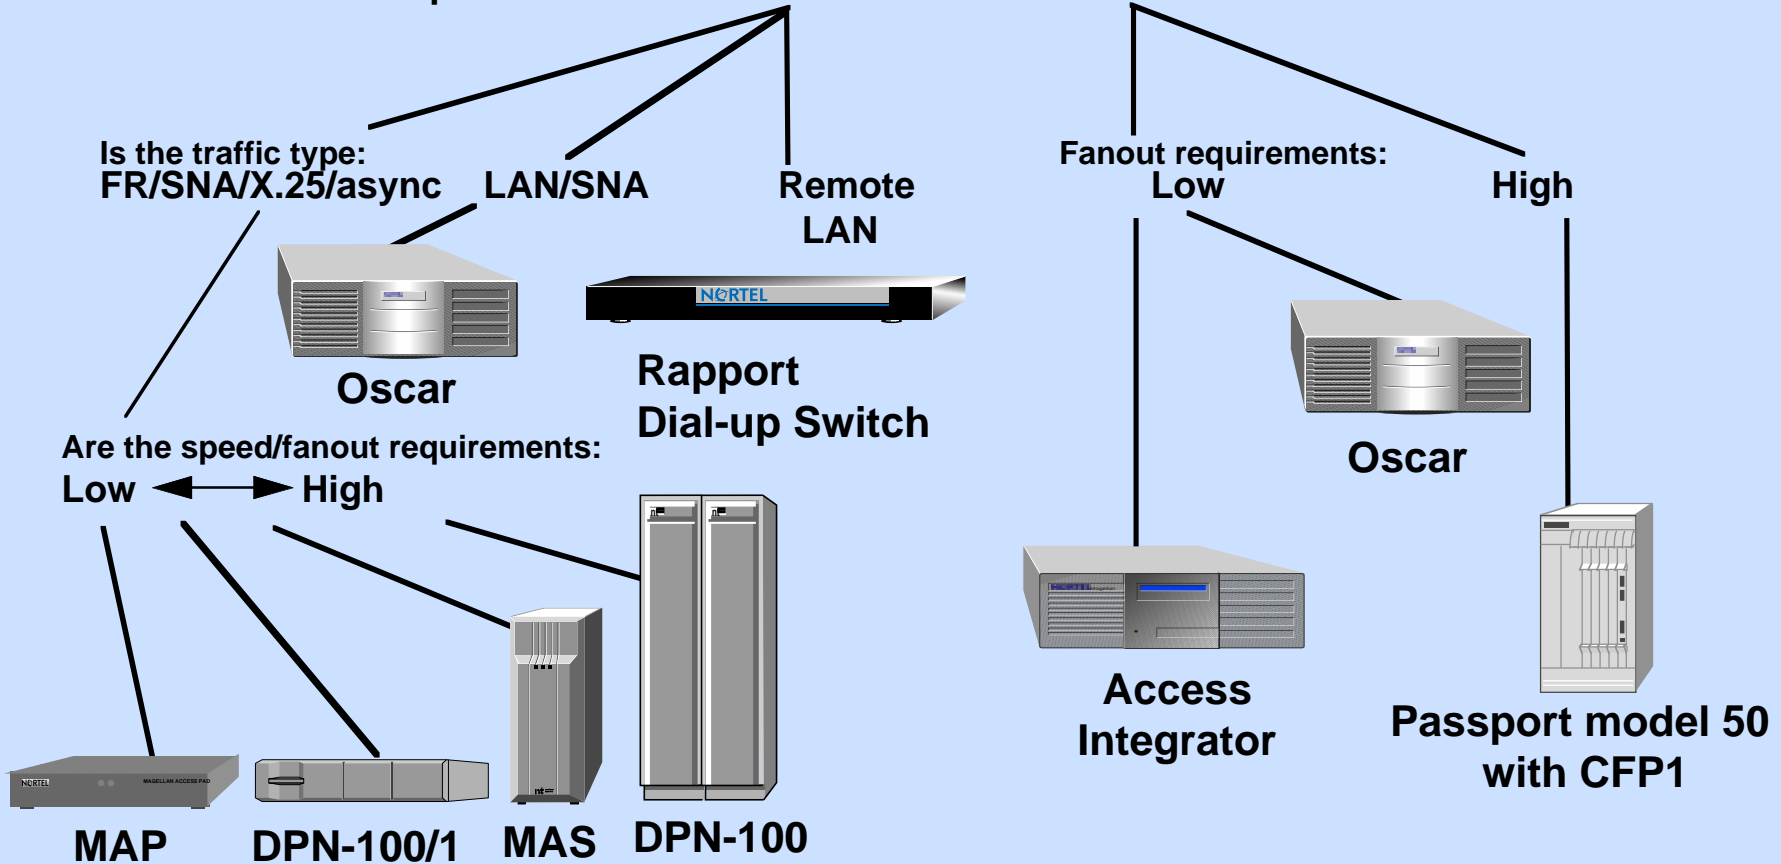 Is the traffic type:
FR/SNA/X.25/async
LAN/SNA
Remote
LAN
Fanout requirements:
Low
High
NORTEL
Oscar
Rapport
Dial-up Switch
Oscar
Are the speed/fanout requirements:
Low
High
Access
Integrator
Passport model 50
with CFP1
NORTEL
MAGELLAN ACCESS PAD
nt
MAP
DPN-100/1
MAS
DPN-100